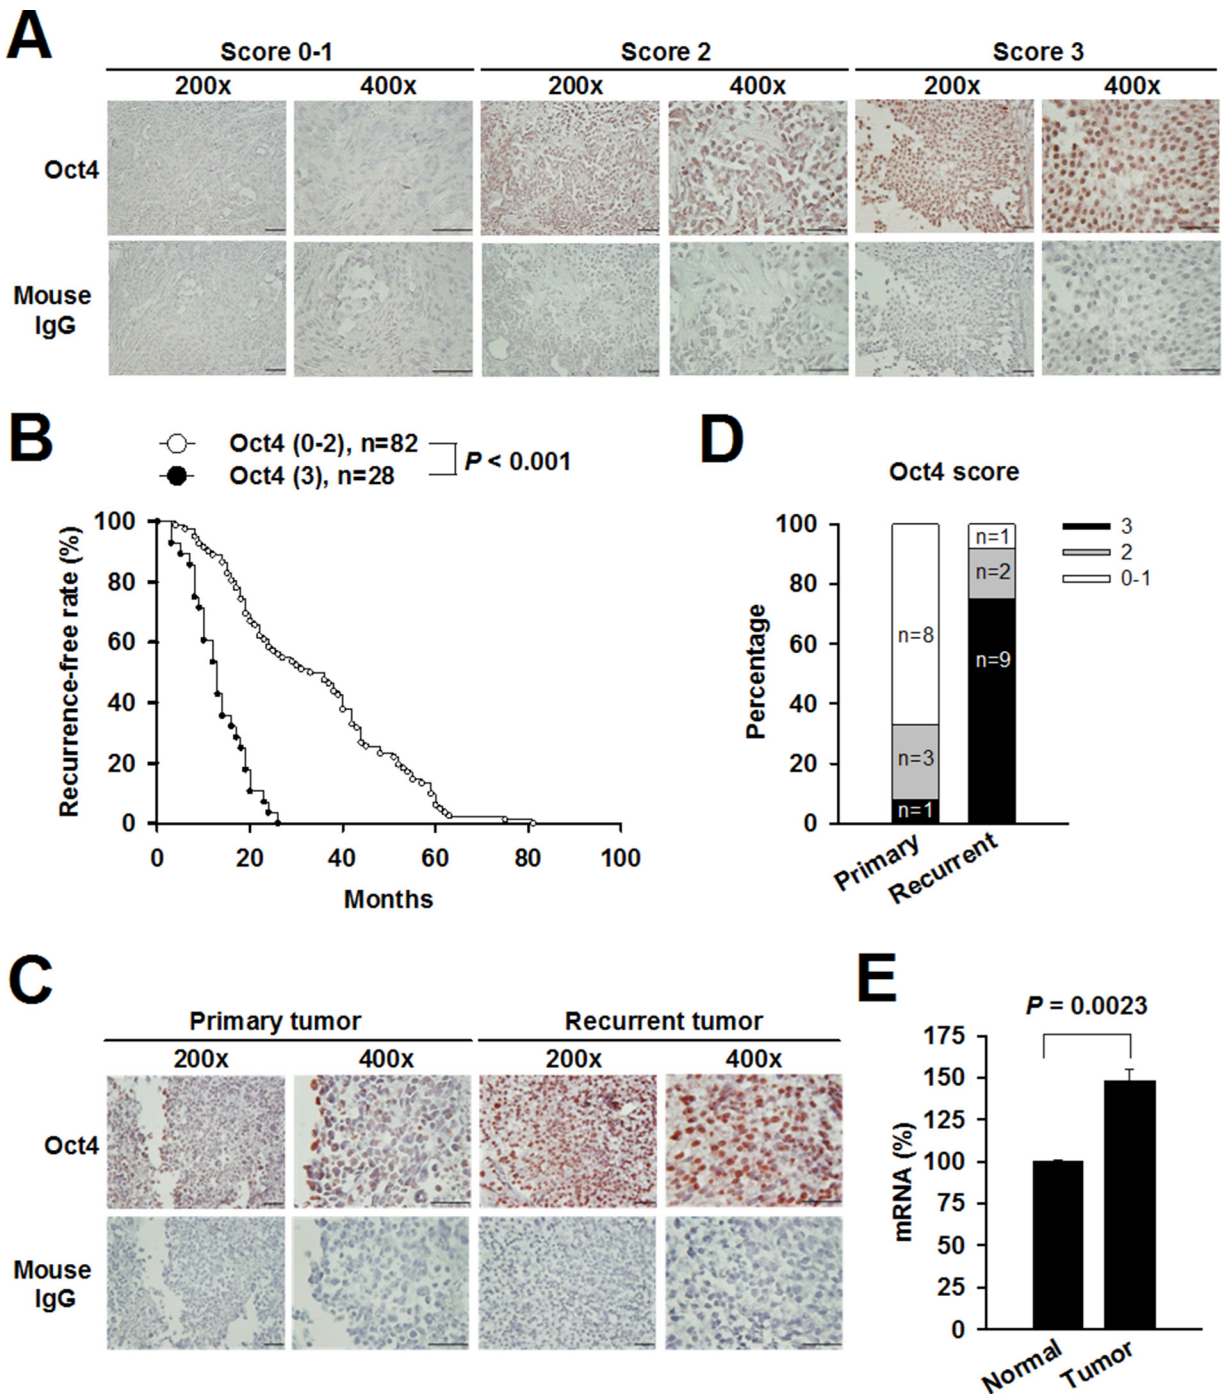 A
Score 0-1
Score 2
Score 3
200x
400x
200x
400x
200x
400x
Oct4
Mouse
IgG
B
Oct4 (0-2), n=82
Oct4 (3), n=28
P < 0.001
Recurrence-free rate (%)
100
80
60
40
20
0
0
20
40
60
80
100
Months
D
Oct4 score
3
2
0-1
Percentage
100
80
60
40
20
0
n=8
n=3
n=1
n=1
n=2
n=9
Primary
Recurrent
C
Primary tumor
Recurrent tumor
200x
400x
200x
400x
Oct4
Mouse
IgG
E
P = 0.0023
mRNA (%)
175
150
125
100
75
50
25
0
Normal
Tumor